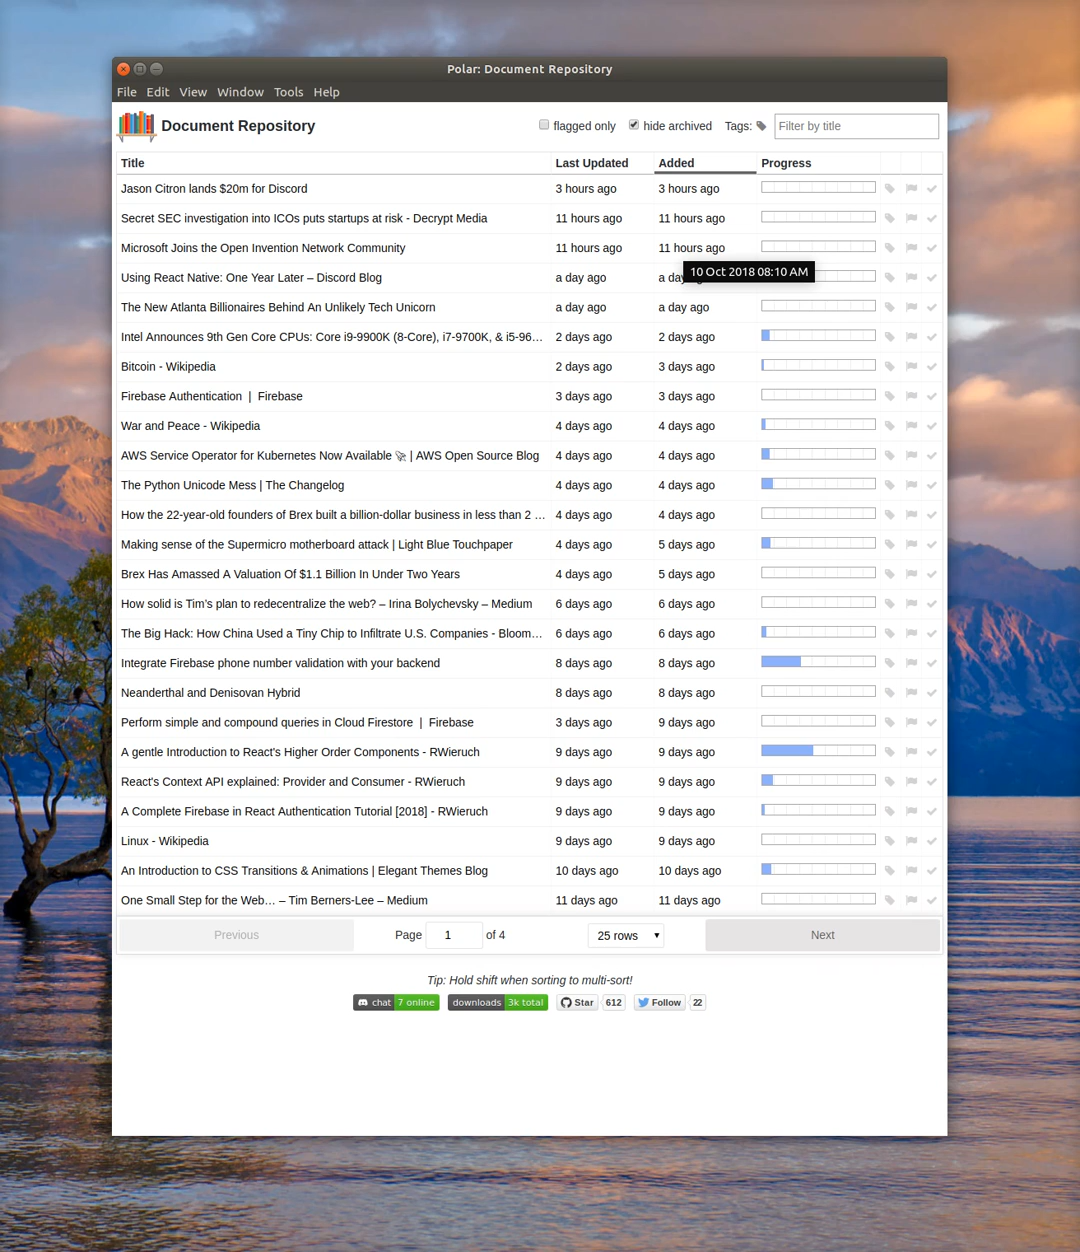 Polar: Document Repository
File Edit View Window Tools Help
Document Repository flagged only hide archived Tags: Filter by title
Title Last Updated Added Progress
Jason Citron lands $20m for Discord 3 hours ago 3 hours ago
Secret SEC investigation into ICOs puts startups at risk - Decrypt Media 11 hours ago 11 hours ago
Microsoft Joins the Open Invention Network Community 11 hours ago 11 hours ago
10 Oct 2018 08:10 AM
Using React Native: One Year Later – Discord Blog a day ago a day
The New Atlanta Billionaires Behind An Unlikely Tech Unicorn a day ago a day ago
Intel Announces 9th Gen Core CPUs: Core i9-9900K (8-Core), i7-9700K, & i5-96… 2 days ago 2 days ago
Bitcoin - Wikipedia 2 days ago 3 days ago
Firebase Authentication | Firebase 3 days ago 3 days ago
War and Peace - Wikipedia 4 days ago 4 days ago
AWS Service Operator for Kubernetes Now Available 🚀 | AWS Open Source Blog 4 days ago 4 days ago
The Python Unicode Mess | The Changelog 4 days ago 4 days ago
How the 22-year-old founders of Brex built a billion-dollar business in less than 2 … 4 days ago 4 days ago
Making sense of the Supermicro motherboard attack | Light Blue Touchpaper 4 days ago 5 days ago
Brex Has Amassed A Valuation Of $1.1 Billion In Under Two Years 4 days ago 5 days ago
How solid is Tim’s plan to redecentralize the web? – Irina Bolychevsky – Medium 6 days ago 6 days ago
The Big Hack: How China Used a Tiny Chip to Infiltrate U.S. Companies - Bloom… 6 days ago 6 days ago
Integrate Firebase phone number validation with your backend 8 days ago 8 days ago
Neanderthal and Denisovan Hybrid 8 days ago 8 days ago
Perform simple and compound queries in Cloud Firestore | Firebase 3 days ago 9 days ago
A gentle Introduction to React's Higher Order Components - RWieruch 9 days ago 9 days ago
React's Context API explained: Provider and Consumer - RWieruch 9 days ago 9 days ago
A Complete Firebase in React Authentication Tutorial [2018] - RWieruch 9 days ago 9 days ago
Linux - Wikipedia 9 days ago 9 days ago
An Introduction to CSS Transitions & Animations | Elegant Themes Blog 10 days ago 10 days ago
One Small Step for the Web… – Tim Berners-Lee – Medium 11 days ago 11 days ago
Previous Page 1 of 4 25 rows Next
Tip: Hold shift when sorting to multi-sort!
chat 7 online downloads 3k total Star 612 Follow 22